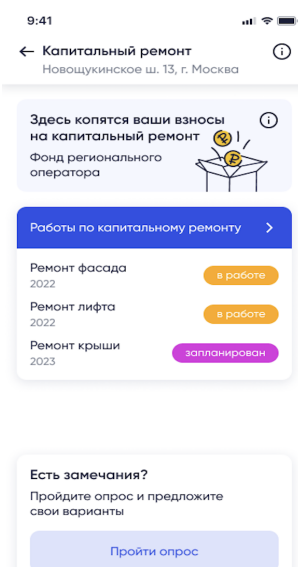 9:41
Капитальный ремонт
Новощукинское ш. 13, г. Москва
Здесь копятся ваши взносы
на капитальный ремонт
Фонд регионального
оператора
Работы по капитальному ремонту
Ремонт фасада
в работе
2022
Ремонт лифта
в работе
2022
Ремонт крыши
запланирован
2023
Есть замечания?
Пройдите опрос и предложите
свои варианты
Пройти опрос